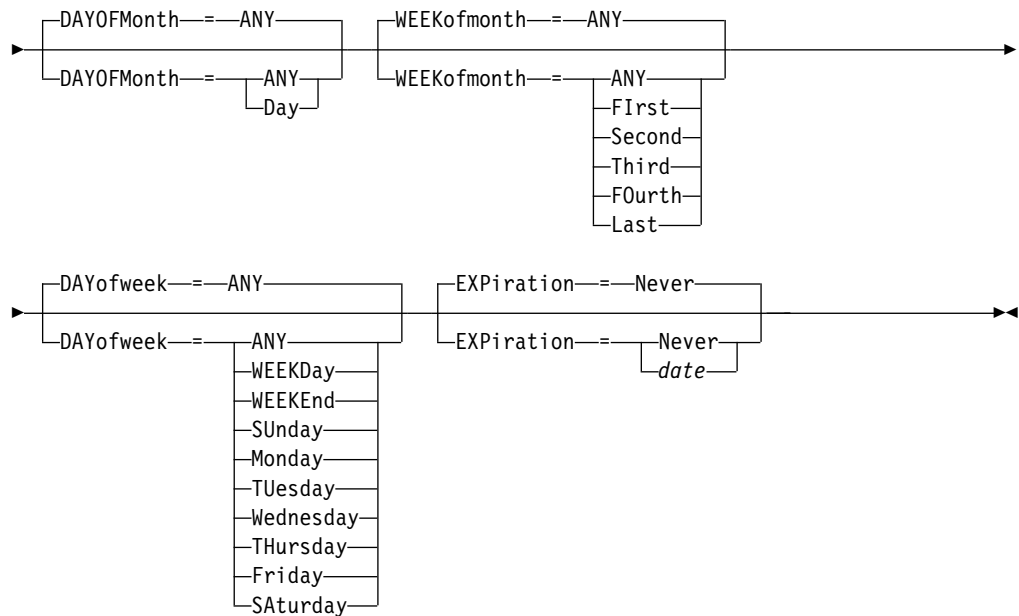 DAYOFMonth = ANY WEEKofmonth = ANY
DAYOFMonth = ANY WEEKofmonth = ANY
Day FIrst
Second
Third
FOurth
Last
DAYofweek = ANY EXPiration = Never
DAYofweek = ANY EXPiration = Never
WEEKDay date
WEEKEnd
SUnday
Monday
TUesday
Wednesday
THursday
Friday
SAturday